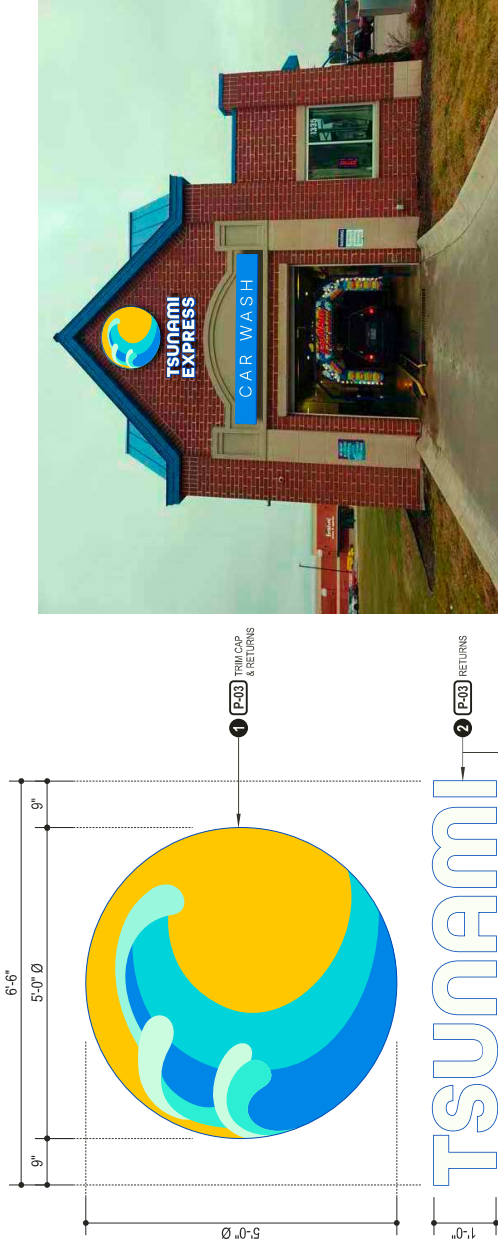 6'-6"
9"
5'-0" Ø
9"
5'-0" Ø
1 P-03 TRIM CAP
& RETURNS
TSUNAMI
1'-0"
2 P-03 RETURNS
TSUNAMI
EXPRESS
CAR WASH
1335